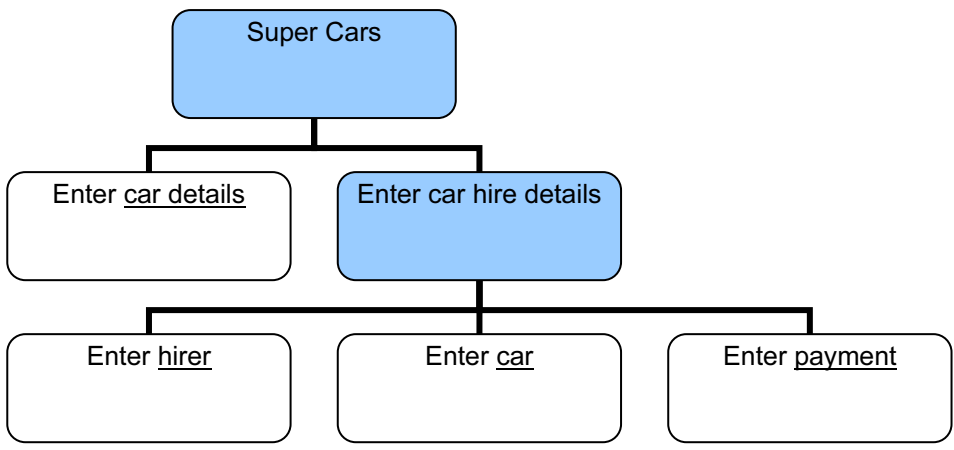 Super Cars
Enter car details
Enter car hire details
Enter hirer
Enter car
Enter payment